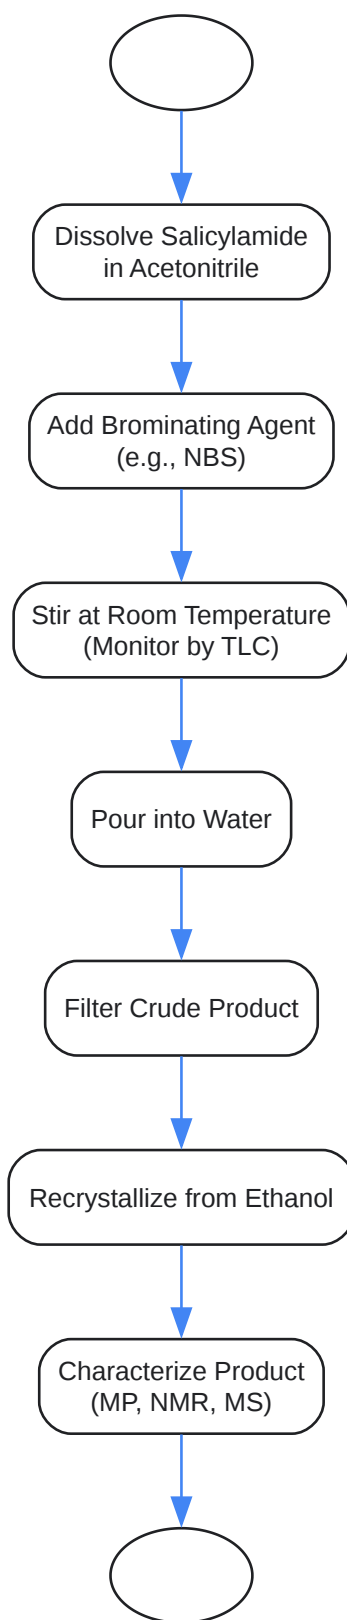 Dissolve Salicylamide
in Acetonitrile
Add Brominating Agent
(e.g., NBS)
Stir at Room Temperature
(Monitor by TLC)
Pour into Water
Filter Crude Product
Recrystallize from Ethanol
Characterize Product
(MP, NMR, MS)